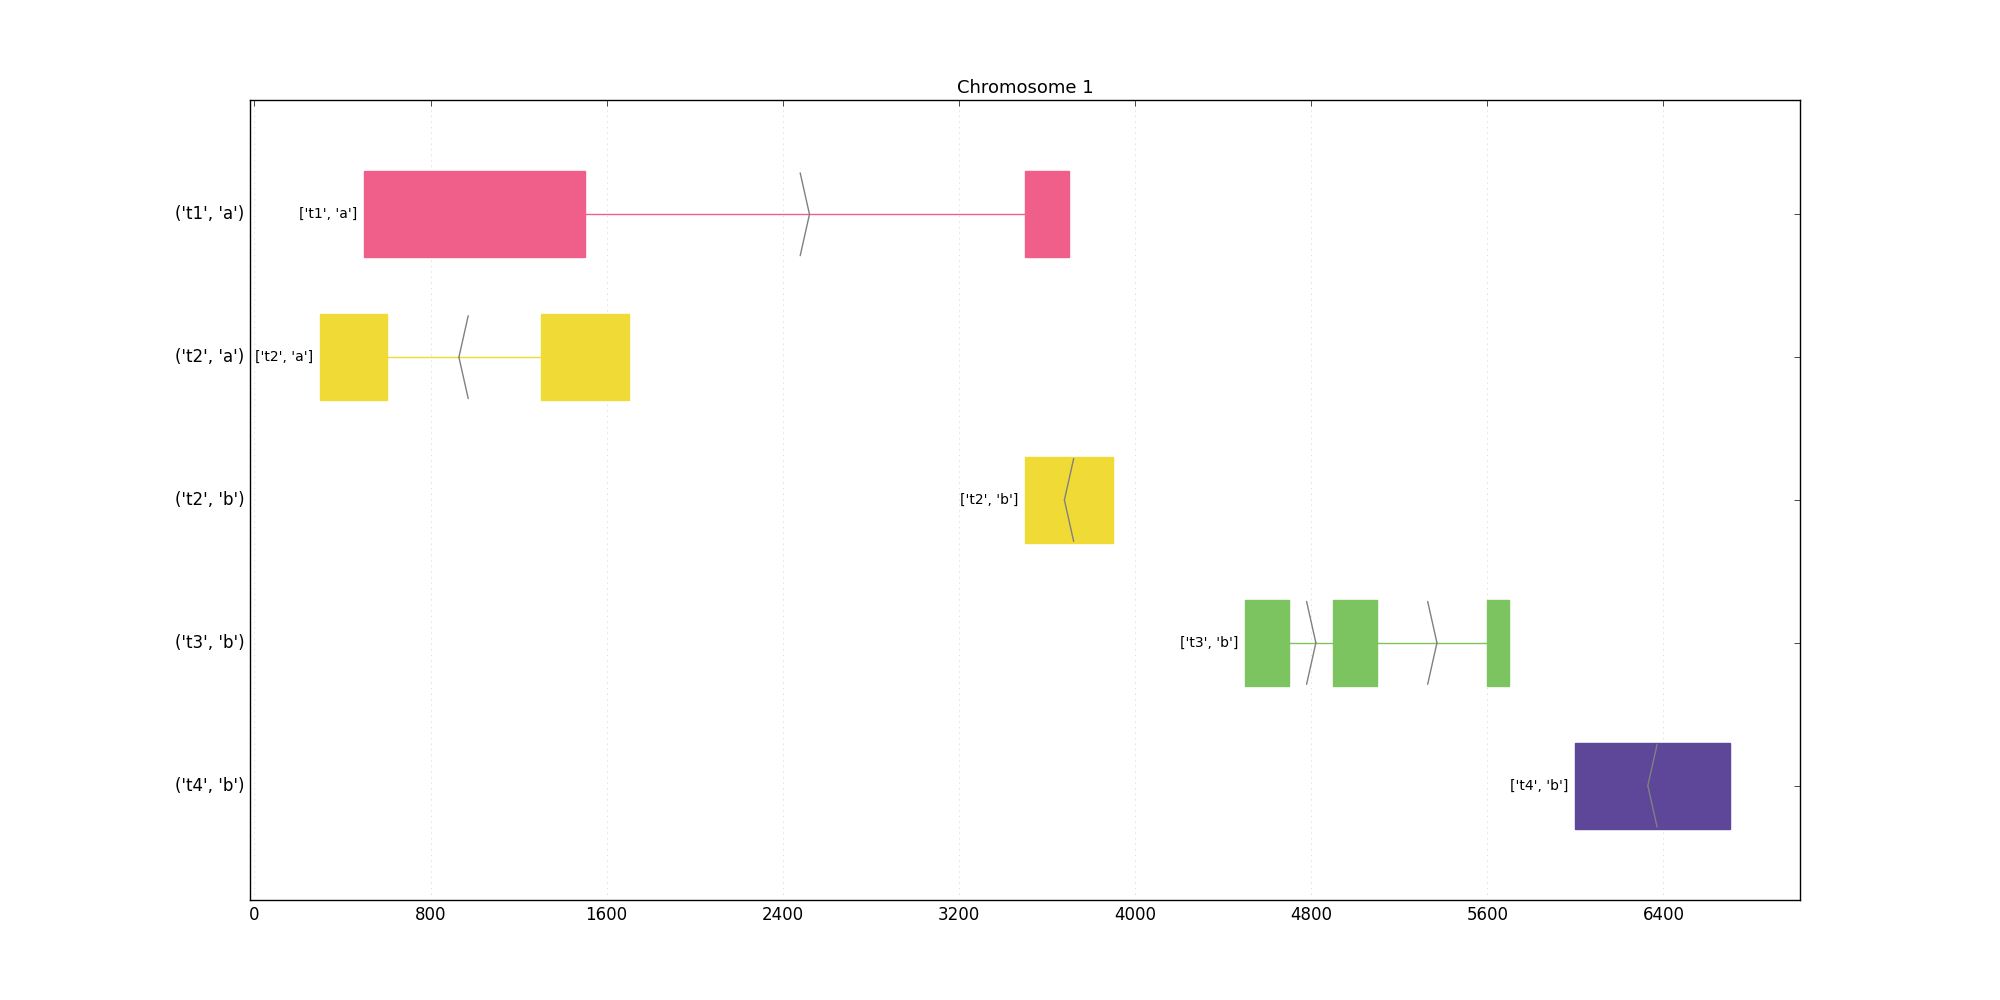 Chromosome 1
('t1', 'a') ['t1', 'a']
('t2', 'a') ['t2', 'a']
('t2', 'b') ['t2', 'b']
('t3', 'b') ['t3', 'b']
('t4', 'b') ['t4', 'b']
0 800 1600 2400 3200 4000 4800 5600 6400